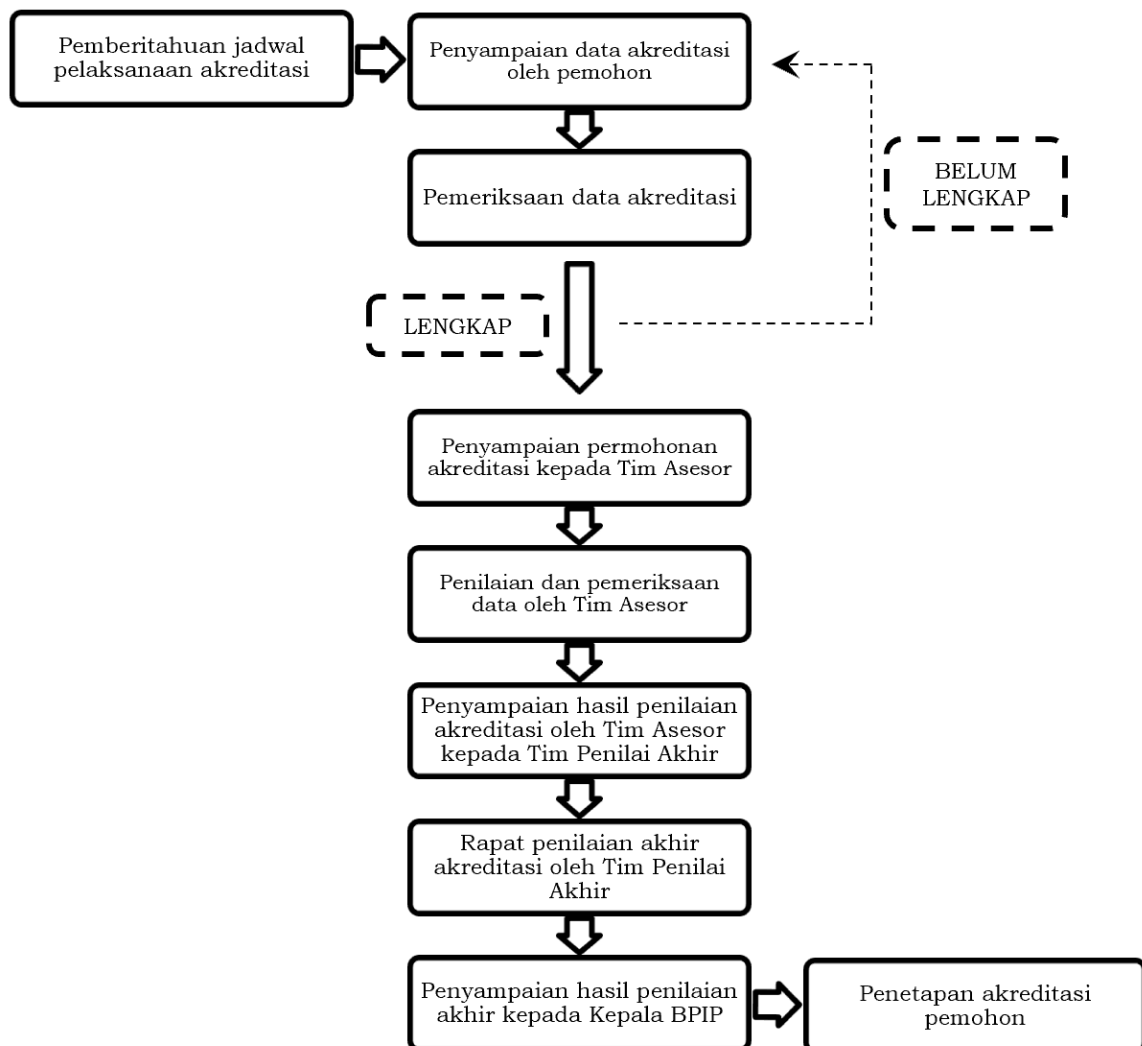 Pemberitahuan jadwal
pelaksanaan akreditasi
Penyampaian data akreditasi
oleh pemohon
Pemeriksaan data akreditasi
BELUM
LENGKAP
LENGKAP
Penyampaian permohonan
akreditasi kepada Tim Asesor
Penilaian dan pemeriksaan
data oleh Tim Asesor
Penyampaian hasil penilaian
akreditasi oleh Tim Asesor
kepada Tim Penilai Akhir
Rapat penilaian akhir
akreditasi oleh Tim Penilai
Akhir
Penyampaian hasil penilaian
akhir kepada Kepala BPIP
Penetapan akreditasi
pemohon